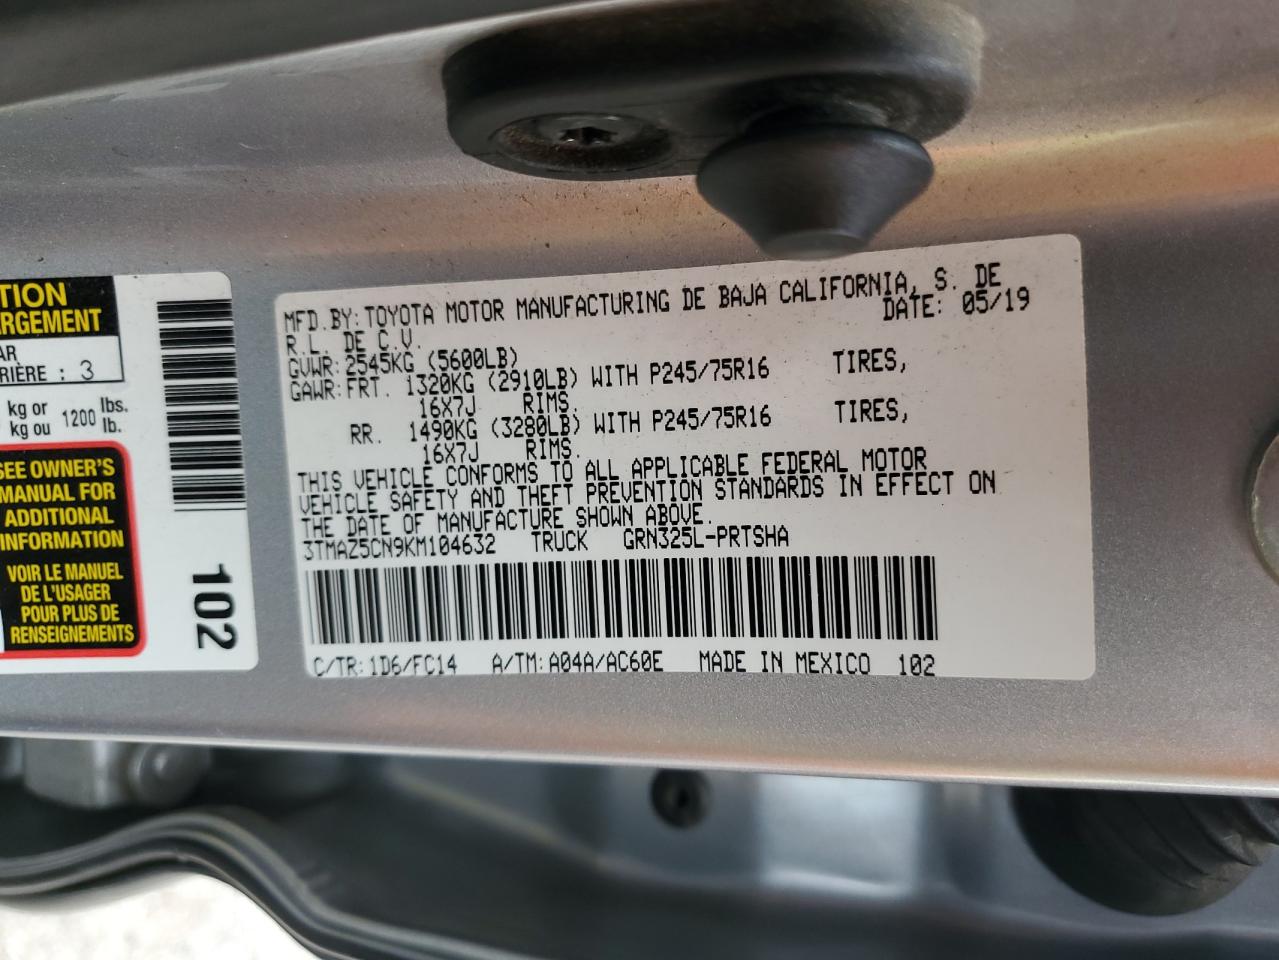 TION
ARGEMENT
AR
RIÈRE : 3
kg or 1200 lbs.
kg ou lb.
SEE OWNER'S
MANUAL FOR
ADDITIONAL
INFORMATION
VOIR LE MANUEL
DE L'USAGER
POUR PLUS DE
RENSEIGNEMENTS
102
MFD.BY:TOYOTA MOTOR MANUFACTURING DE BAJA CALIFORNIA, S. DE
R.L. DE C.V. DATE: 05/19
GVWR:2545KG (5600LB)
GAWR:FRT. 1320KG (2910LB) WITH P245/75R16 TIRES,
16X7J RIMS.
RR. 1490KG (3280LB) WITH P245/75R16 TIRES,
16X7J RIMS.
THIS VEHICLE CONFORMS TO ALL APPLICABLE FEDERAL MOTOR
VEHICLE SAFETY AND THEFT PREVENTION STANDARDS IN EFFECT ON
THE DATE OF MANUFACTURE SHOWN ABOVE.
3TMAZ5CN9KM104632 TRUCK GRN325L-PRTSHA
C/TR:1D6/FC14 A/TM:A04A/AC60E MADE IN MEXICO 102